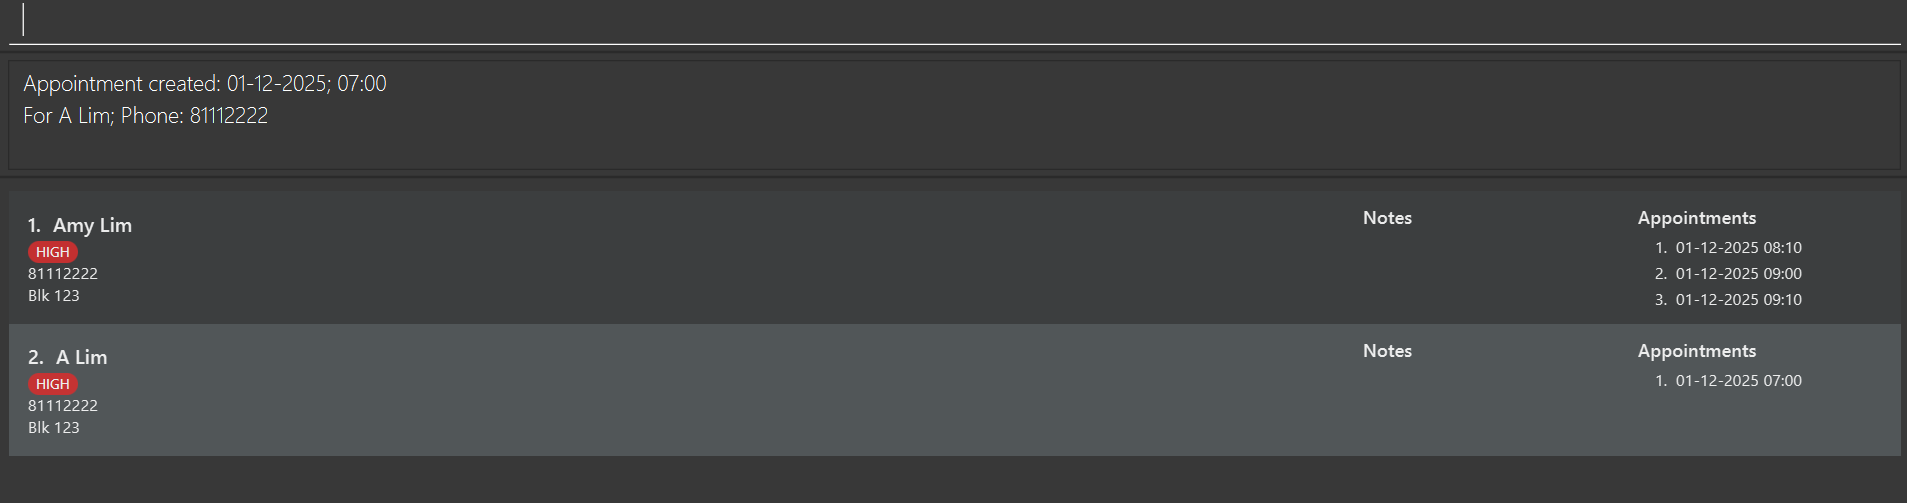 Appointment created: 01-12-2025; 07:00
For A Lim; Phone: 81112222
1. Amy Lim
HIGH
81112222
Blk 123
Notes
Appointments
1. 01-12-2025 08:10
2. 01-12-2025 09:00
3. 01-12-2025 09:10
2. A Lim
HIGH
81112222
Blk 123
Notes
Appointments
1. 01-12-2025 07:00